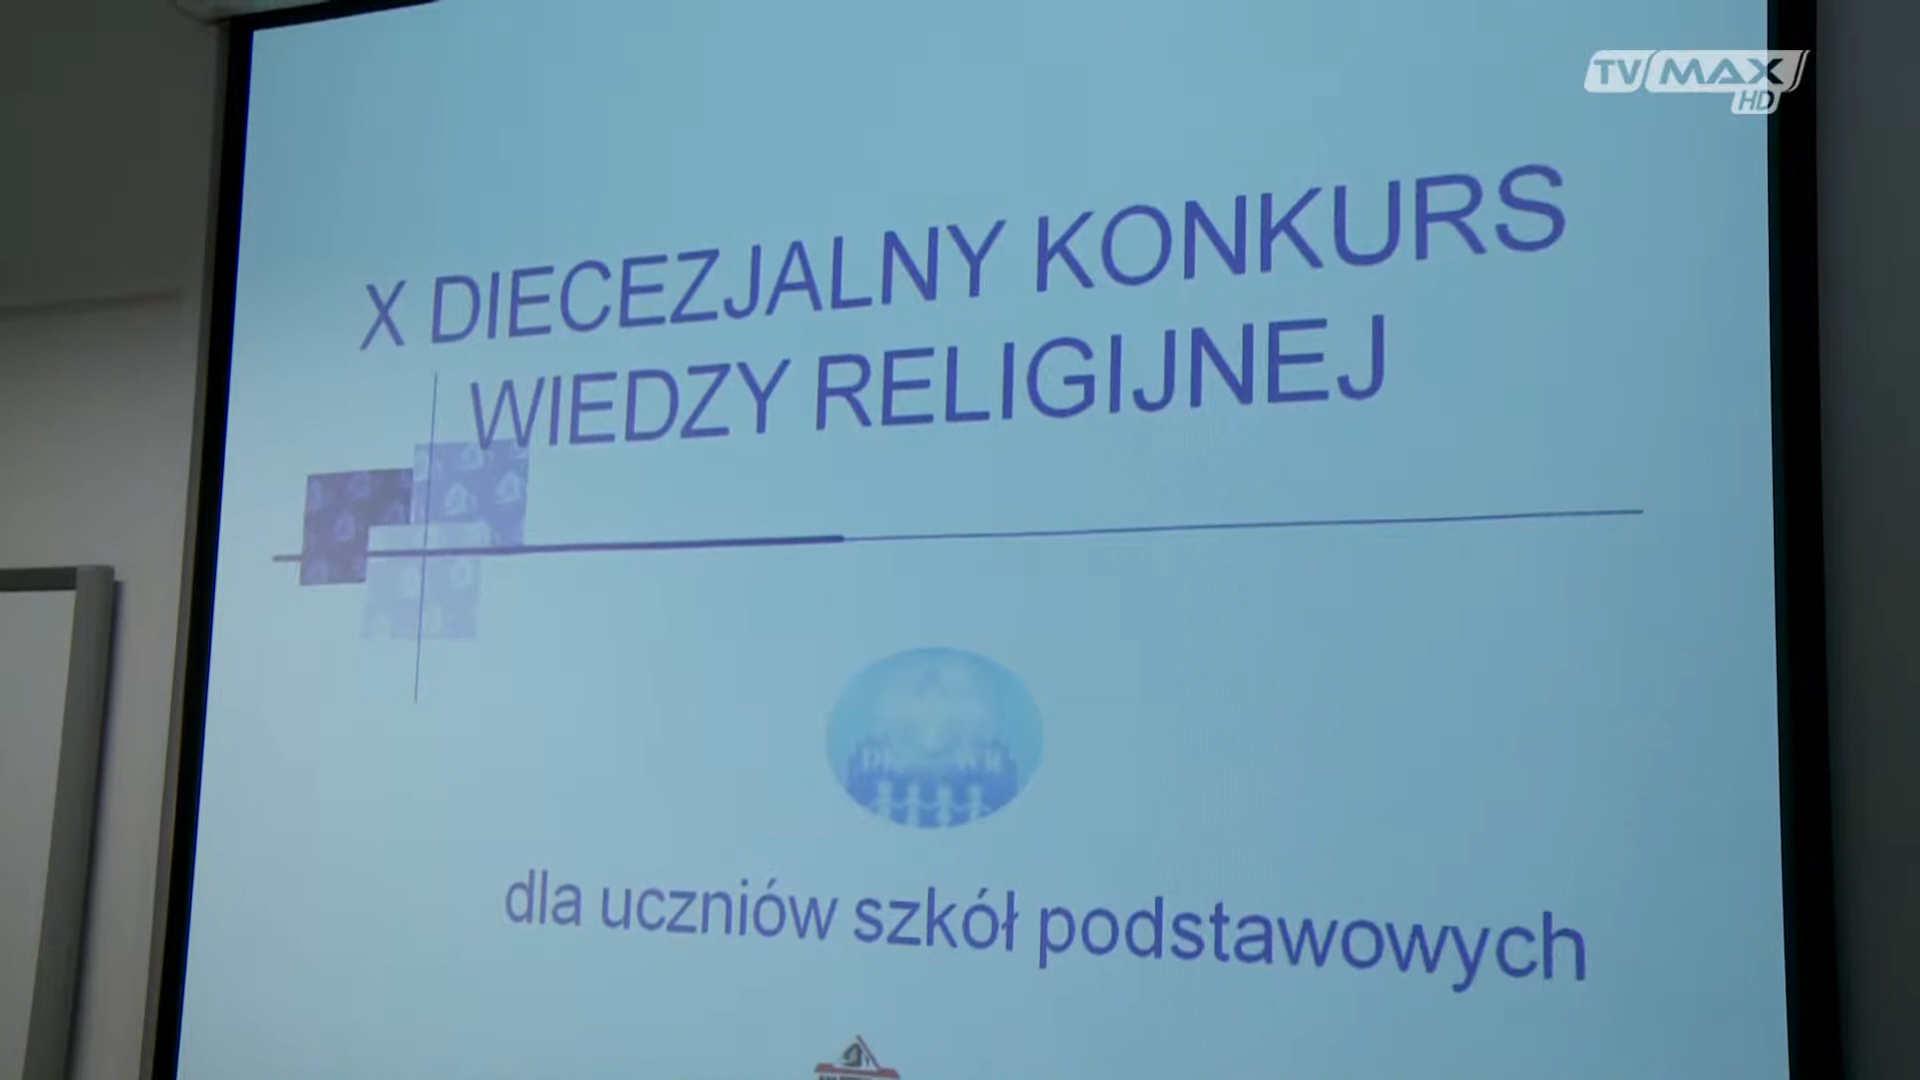 TV MAX
HD
X DIECEZJALNY KONKURS
WIEDZY RELIGIJNEJ
dla uczniów szkół podstawowych